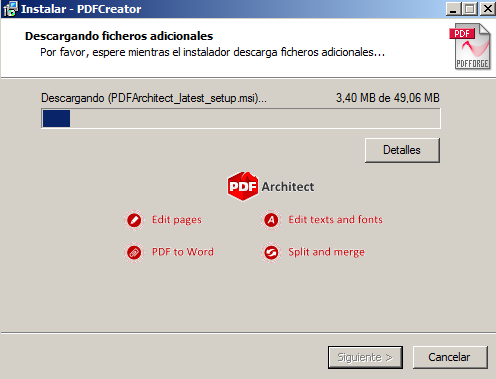 Instalar - PDFCreator
Descargando ficheros adicionales
Por favor, espere mientras el instalador descarga ficheros adicionales...
PDF
PDFFORGE
Descargando (PDFArchitect_latest_setup.msi)... 3,40 MB de 49,06 MB
Detalles
PDF Architect
Edit pages
A Edit texts and fonts
PDF to Word
Split and merge
Siguiente >
Cancelar